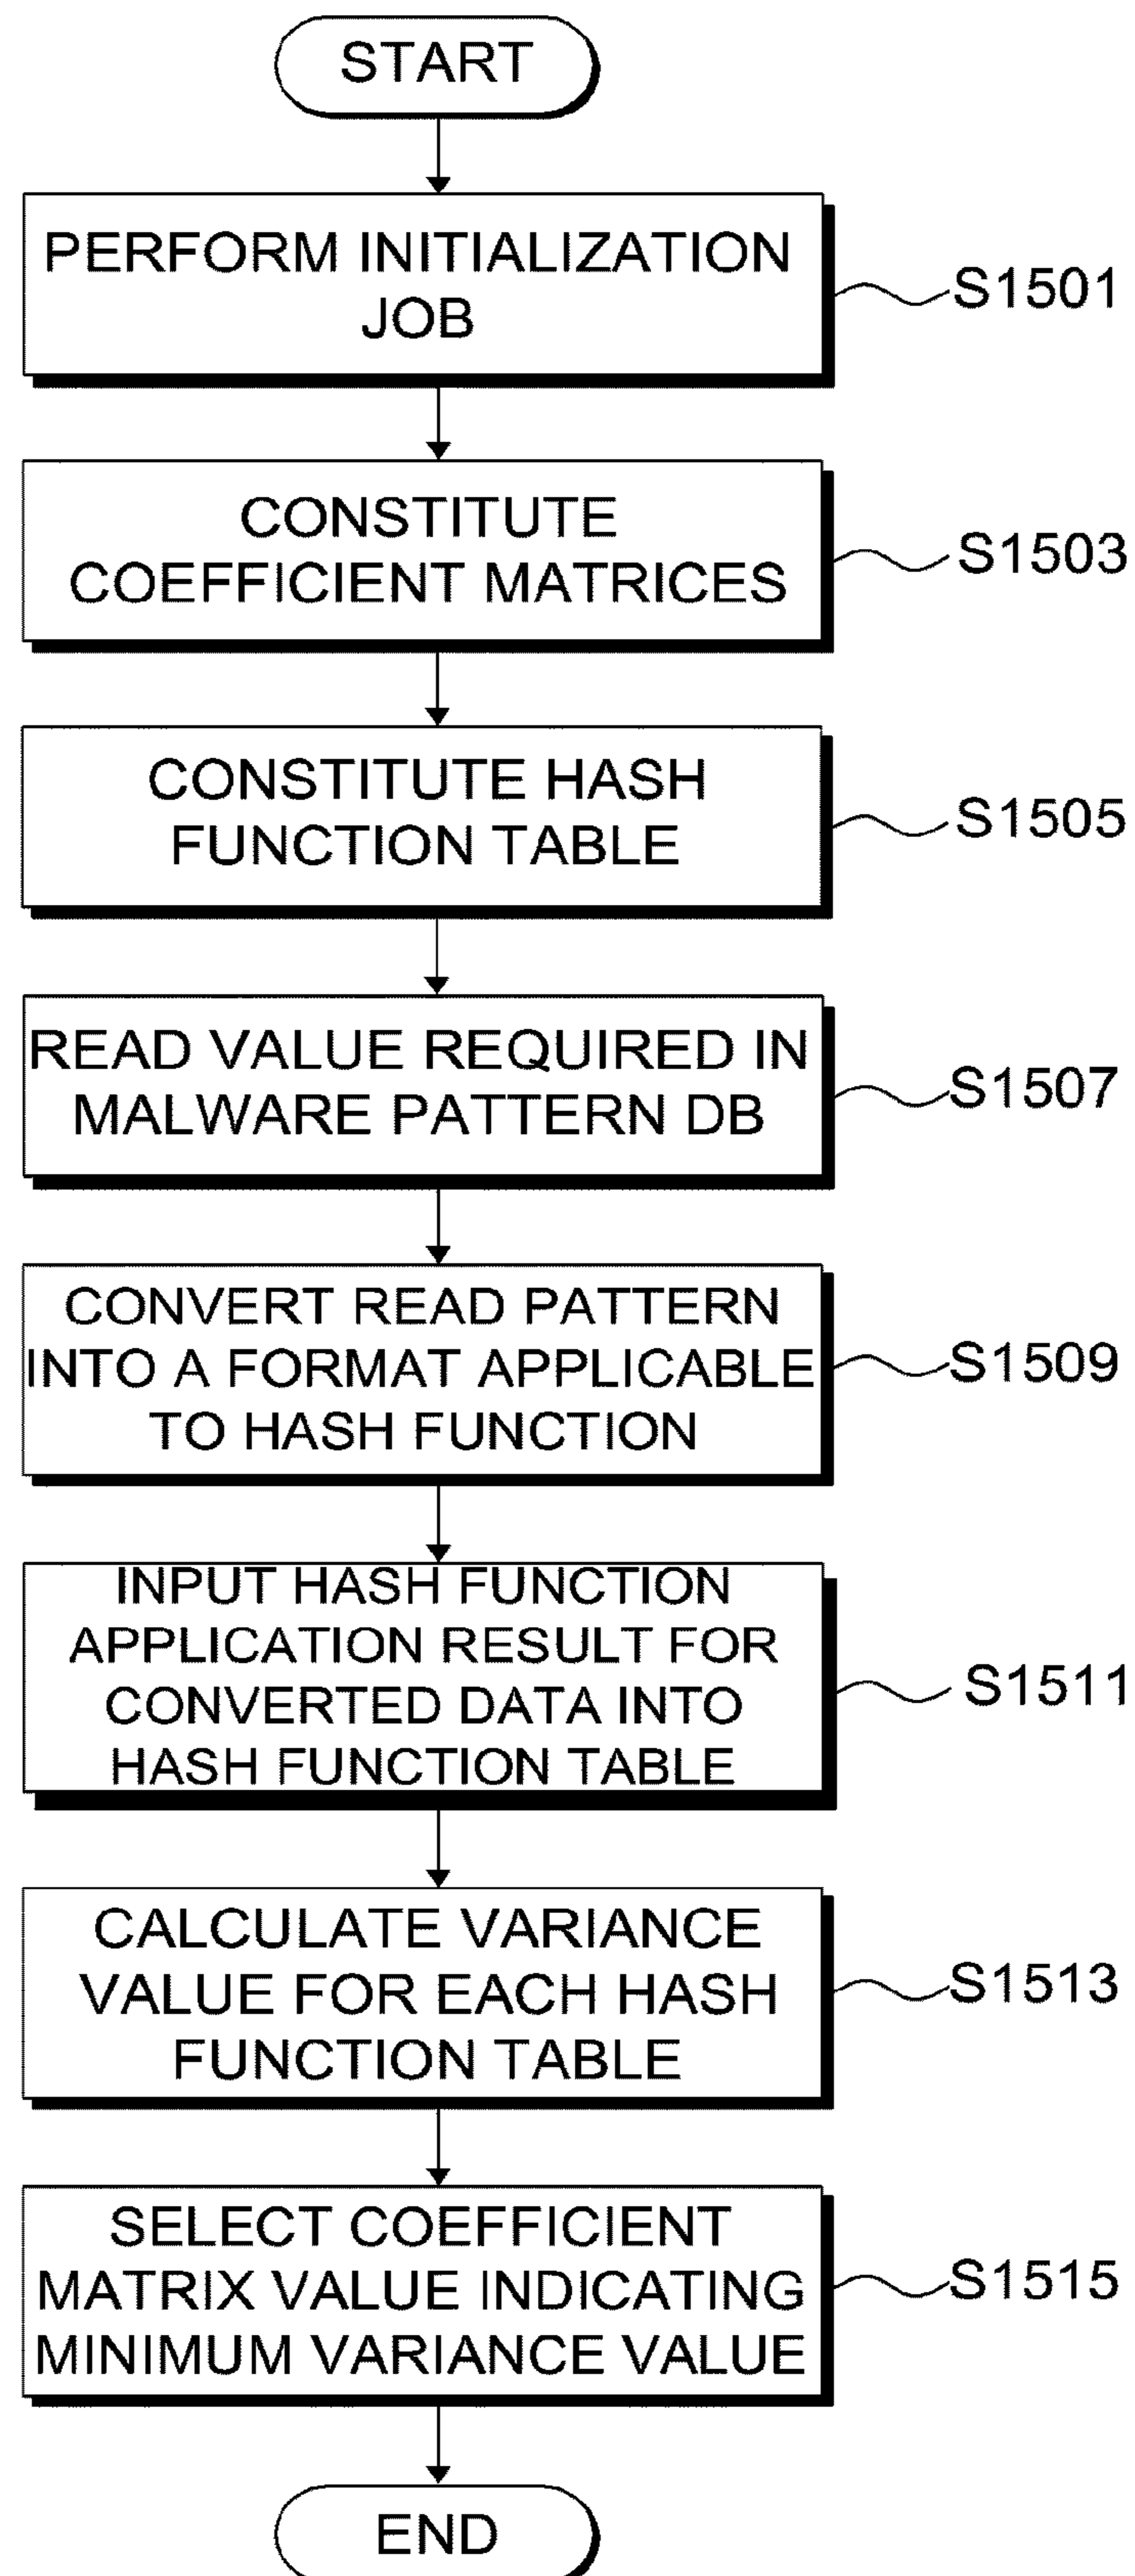 START
PERFORM INITIALIZATION
JOB
S1501
CONSTITUTE
COEFFICIENT MATRICES
S1503
CONSTITUTE HASH
FUNCTION TABLE
S1505
READ VALUE REQUIRED IN
MALWARE PATTERN DB
S1507
CONVERT READ PATTERN
INTO A FORMAT APPLICABLE
TO HASH FUNCTION
S1509
INPUT HASH FUNCTION
APPLICATION RESULT FOR
CONVERTED DATA INTO
HASH FUNCTION TABLE
S1511
CALCULATE VARIANCE
VALUE FOR EACH HASH
FUNCTION TABLE
S1513
SELECT COEFFICIENT
MATRIX VALUE INDICATING
MINIMUM VARIANCE VALUE
S1515
END